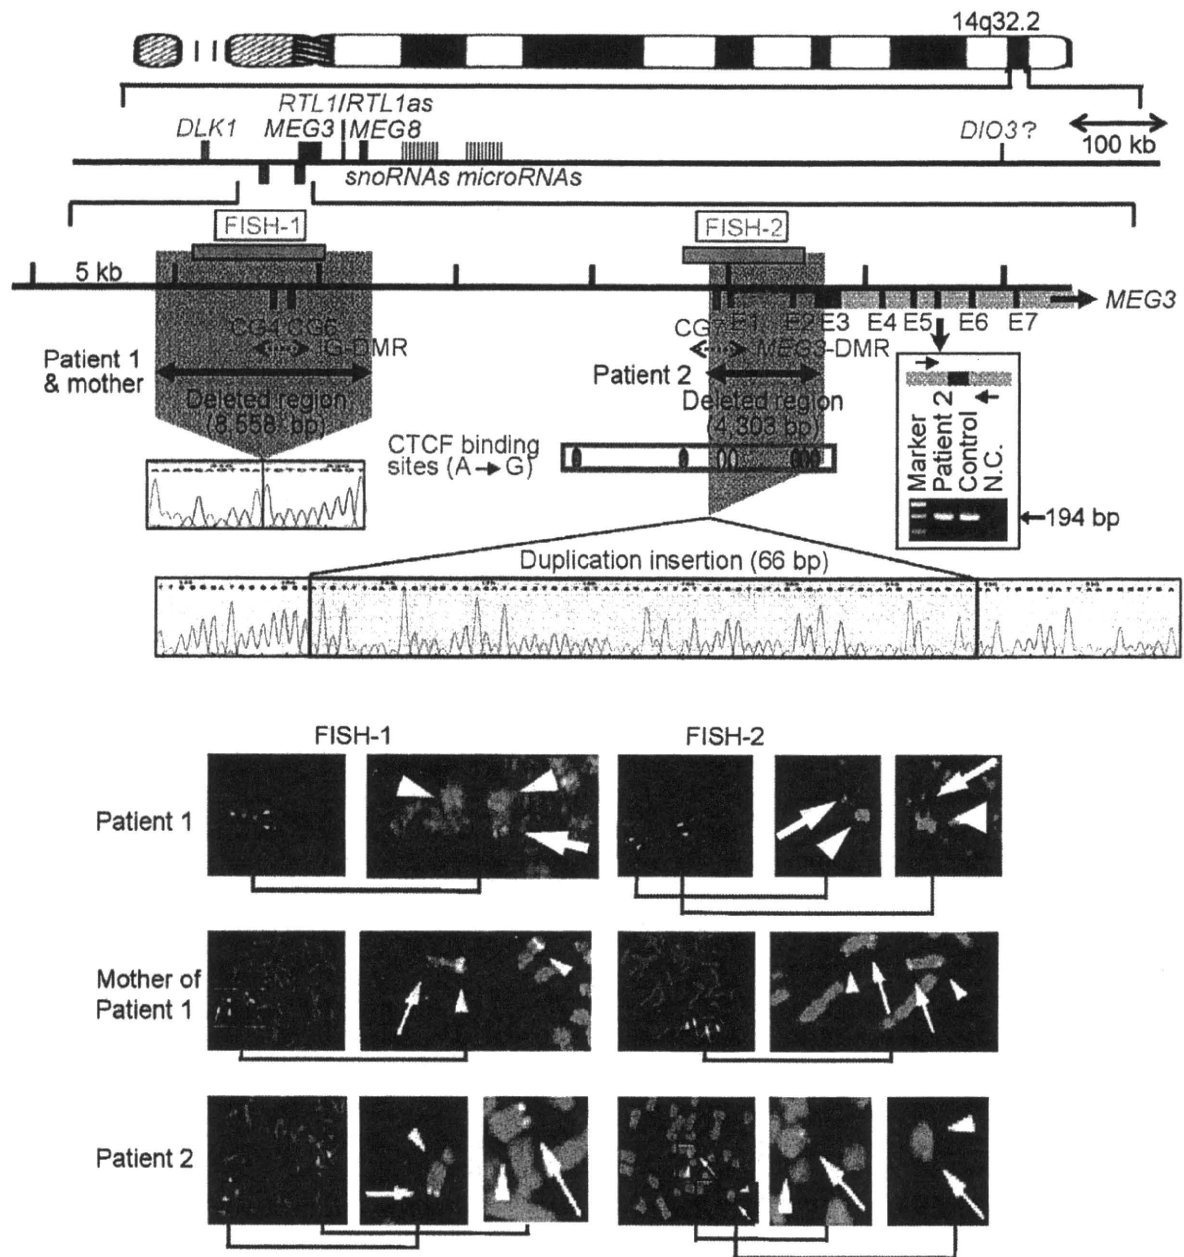 14q32.2
RTL1/RTL1as
DLK1 MEG3 MEG8 DIO3?
100 kb
snoRNAs microRNAs
FISH-1 FISH-2
5 kb
MEG3
CG4 CG6 CG7 E1 E2 E3 E4 E5 E6 E7
IG-DMR MEG3-DMR
Patient 1
& mother
Patient 2
Deleted region
(8,558 bp)
Deleted region
(4,303 bp)
CTCF binding
sites (A → G)
Marker
Patient 2
Control
N.C.
194 bp
Duplication insertion (66 bp)
FISH-1 FISH-2
Patient 1
Mother of
Patient 1
Patient 2